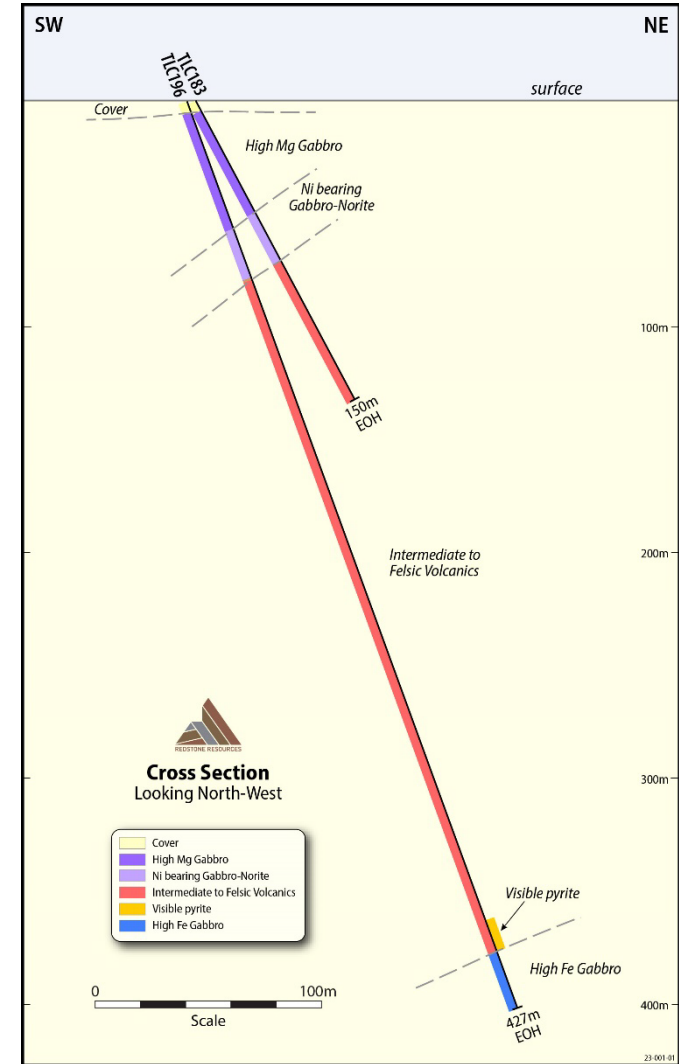 SW
NE
TLC196
TLC183
surface
Cover
High Mg Gabbro
Ni bearing
Gabbro-Norite
100m
150m
EOH
200m
Intermediate to
Felsic Volcanics
REDSTONE RESOURCES
Cross Section
Looking North-West
300m
Cover
High Mg Gabbro
Ni bearing Gabbro-Norite
Intermediate to Felsic Volcanics
Visible pyrite
High Fe Gabbro
Visible pyrite
High Fe Gabbro
0
100m
Scale
400m
427m
EOH
23-001-01